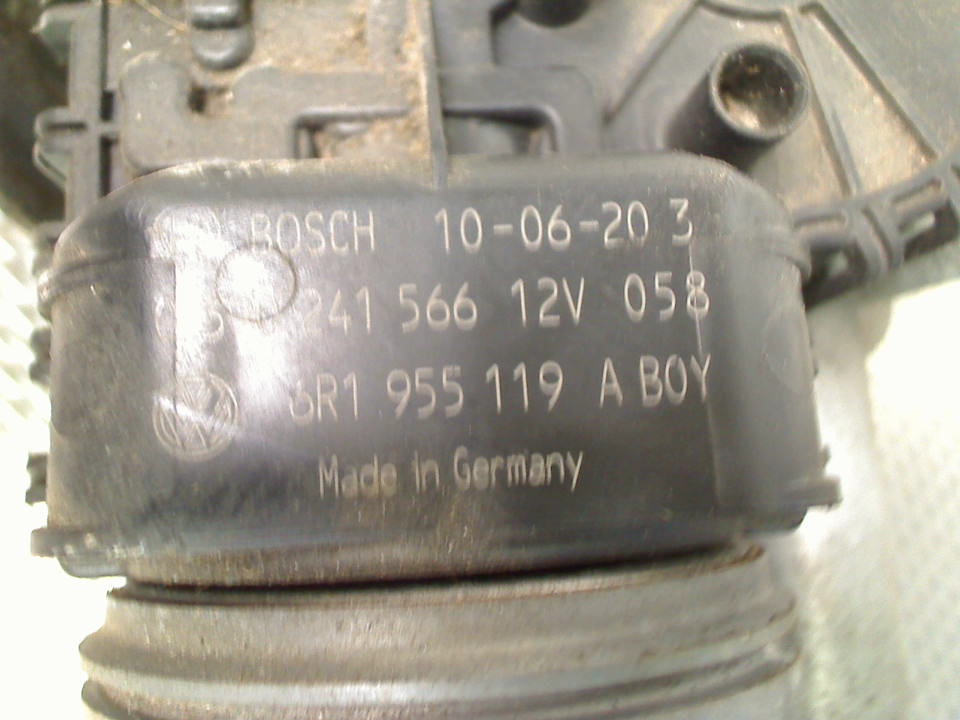 BOSCH 10-06-20 3
241 566 12V 058
6R1 955 119 A BOY
Made in Germany